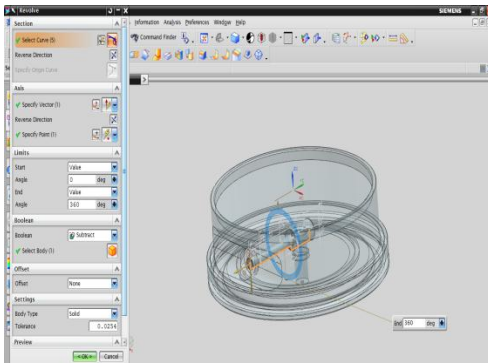 Revolve
SIEMENS
Section
Information Analysis Preferences Window Help
Select Curve (5)
Command Finder
Reverse Direction
Specify Origin Curve
Axis
Specify Vector (1)
Reverse Direction
Specify Point (1)
Limits
Start Value
Angle 0 deg
End Value
Angle 360 deg
Boolean
Boolean Subtract
Select Body (1)
Offset
Offset None
Settings
Body Type Solid
Tolerance 0.0254
Preview
End 360 deg
OK Cancel